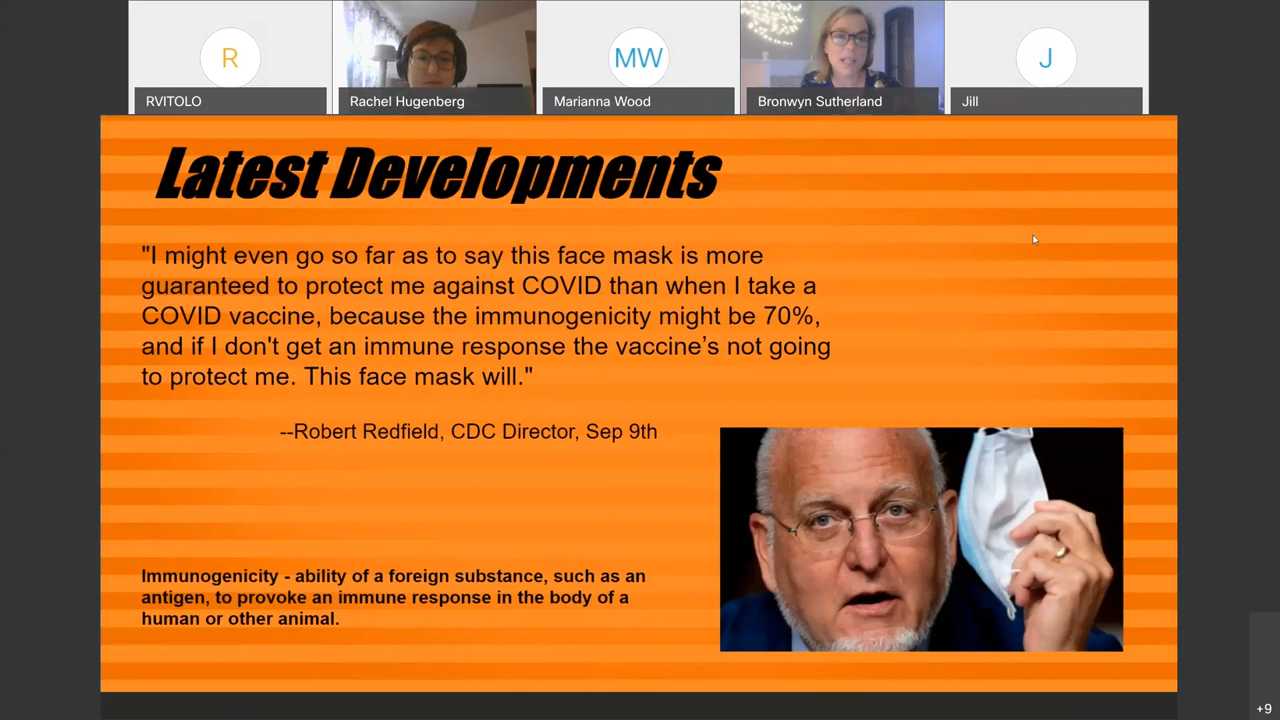 R
MW
J
RVITOLO
Rachel Hugenberg
Marianna Wood
Bronwyn Sutherland
Jill
Latest Developments
"I might even go so far as to say this face mask is more
guaranteed to protect me against COVID than when I take a
COVID vaccine, because the immunogenicity might be 70%,
and if I don't get an immune response the vaccine’s not going
to protect me. This face mask will."
--Robert Redfield, CDC Director, Sep 9th
Immunogenicity - ability of a foreign substance, such as an
antigen, to provoke an immune response in the body of a
human or other animal.
+9